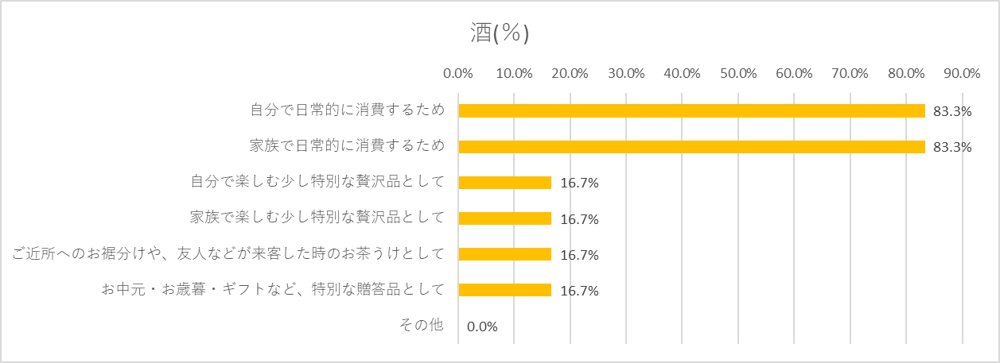 酒(％)
0.0% 10.0% 20.0% 30.0% 40.0% 50.0% 60.0% 70.0% 80.0% 90.0%
自分で日常的に消費するため 83.3%
家族で日常的に消費するため 83.3%
自分で楽しむ少し特別な贅沢品として 16.7%
家族で楽しむ少し特別な贅沢品として 16.7%
ご近所へのお裾分けや、友人などが来客した時のお茶うけとして 16.7%
お中元・お歳暮・ギフトなど、特別な贈答品として 16.7%
その他 0.0%